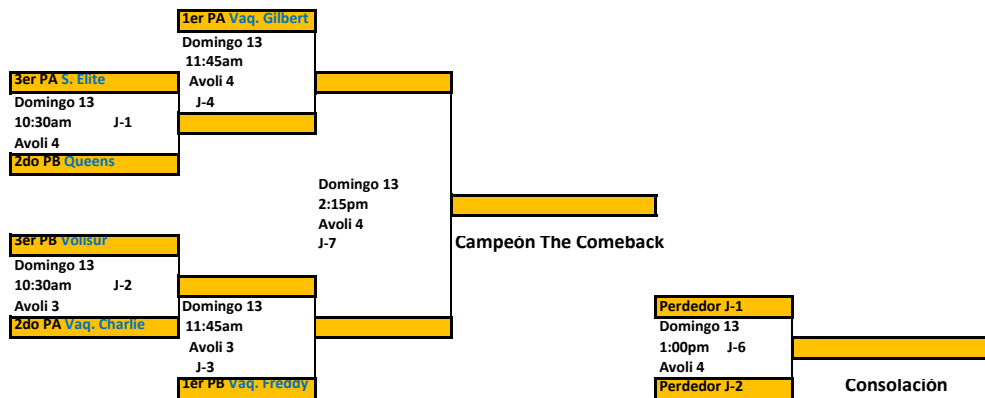 1er PA Vaq. Gilbert
Domingo 13
11:45am
Avoli 4
J-4
3er PA S. Elite
Domingo 13
10:30am J-1
Avoli 4
2do PB Queens
Domingo 13
2:15pm
Avoli 4
J-7
Campeón The Comeback
3er PB Volisur
Domingo 13
10:30am J-2
Avoli 3
2do PA Vaq. Charlie
Domingo 13
11:45am
Avoli 3
J-3
1er PB Vaq. Freddy
Perdedor J-1
Domingo 13
1:00pm J-6
Avoli 4
Perdedor J-2
Consolación